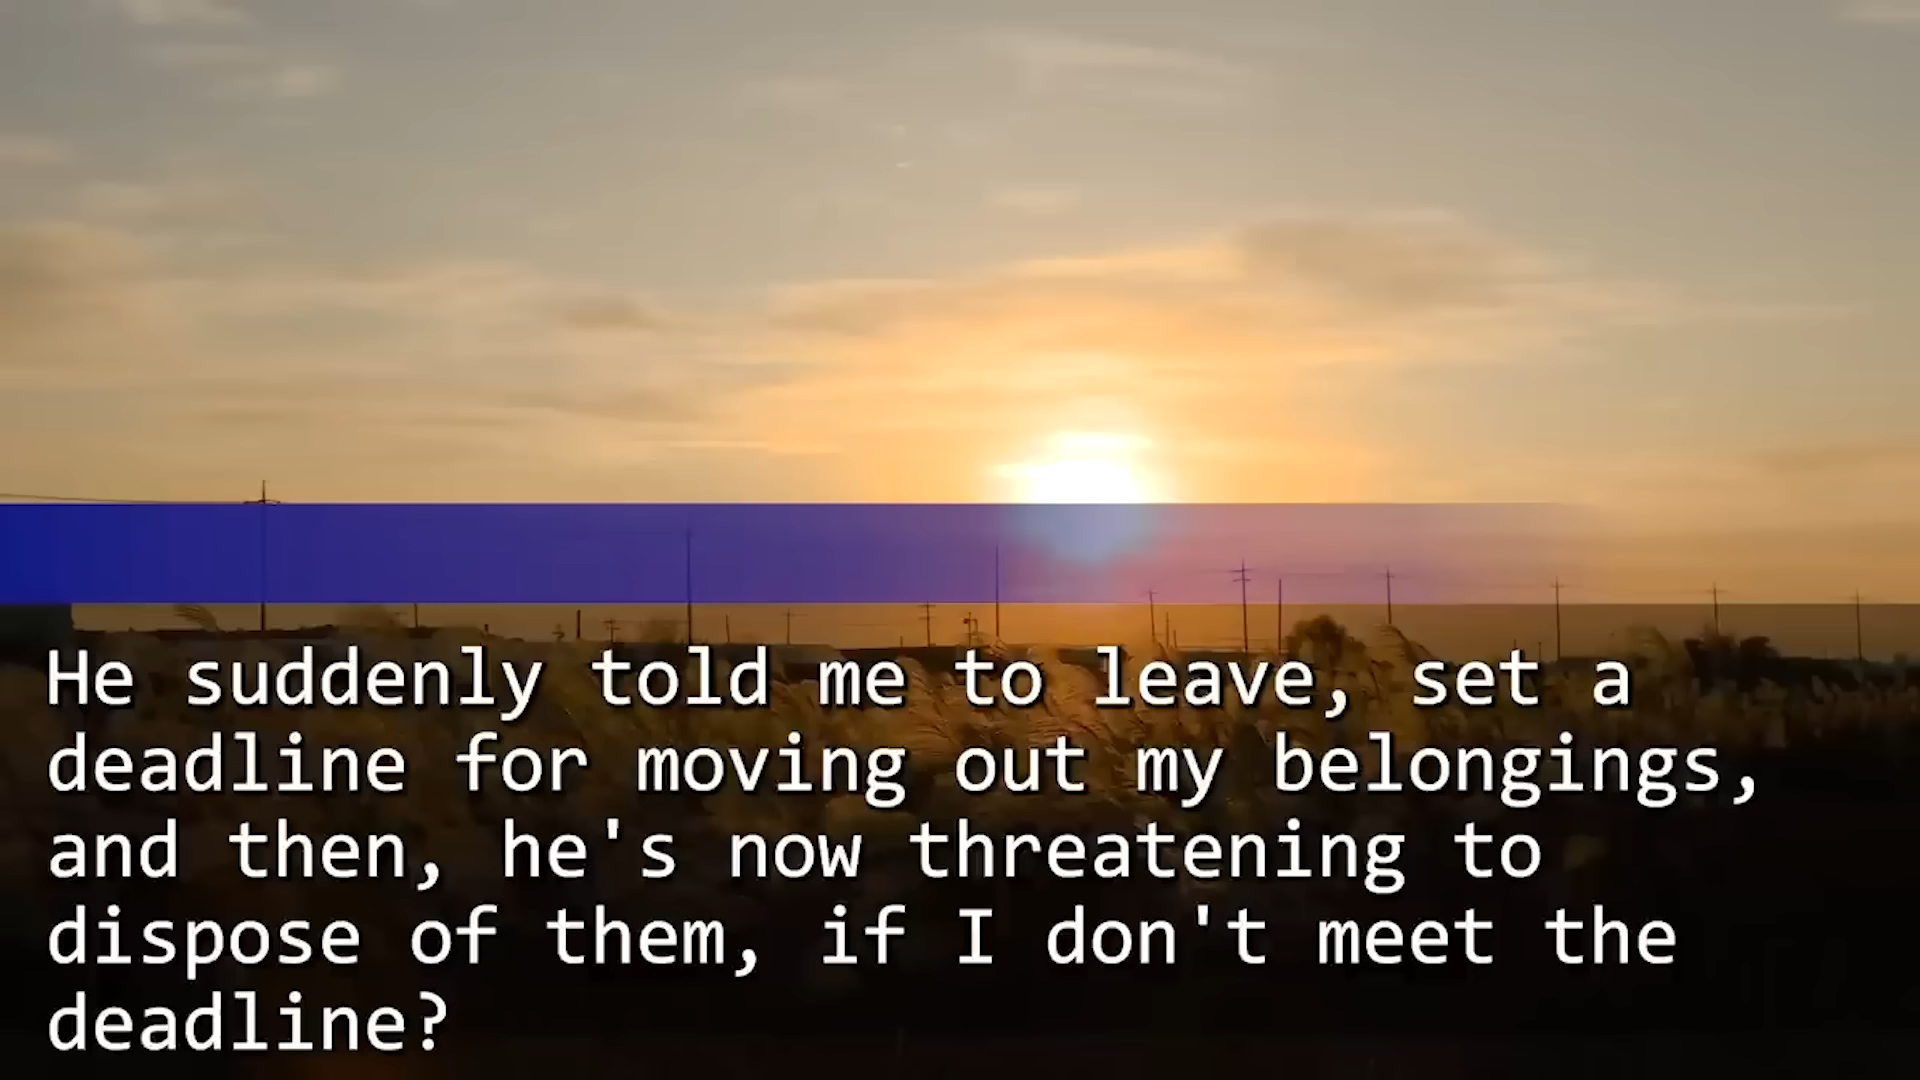 He suddenly told me to leave, set a
deadline for moving out my belongings,
and then, he's now threatening to
dispose of them, if I don't meet the
deadline?